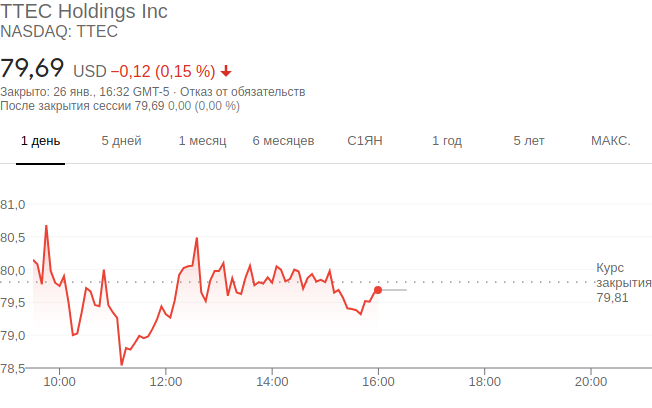 TTEC Holdings Inc
NASDAQ: TTEC
79,69 USD −0,12 (0,15 %)
Закрыто: 26 янв., 16:32 GMT-5 · Отказ от обязательств
После закрытия сессии 79,69 0,00 (0,00 %)
1 день 5 дней 1 месяц 6 месяцев С1ЯН 1 год 5 лет МАКС.
81,0
80,5
80,0
79,5
79,0
78,5
Курс
закрытия
79,81
10:00 12:00 14:00 16:00 18:00 20:00